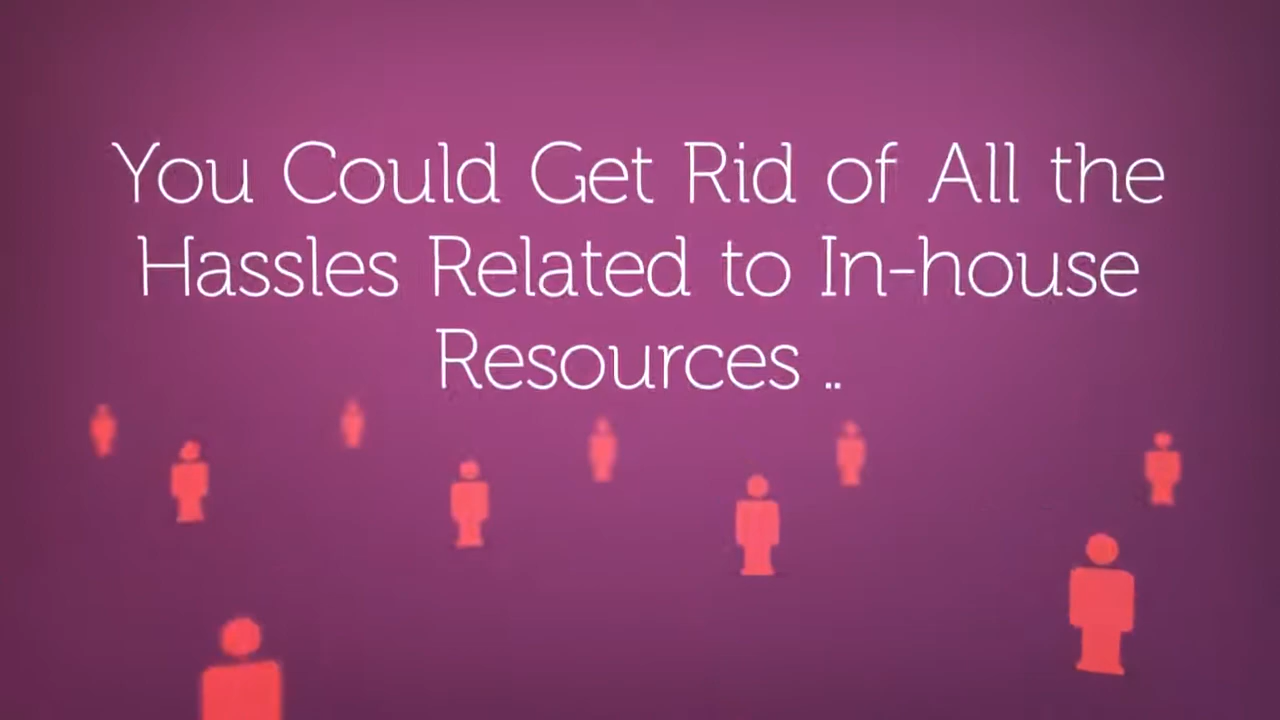 You Could Get Rid of All the
Hassles Related to In-house
Resources ..